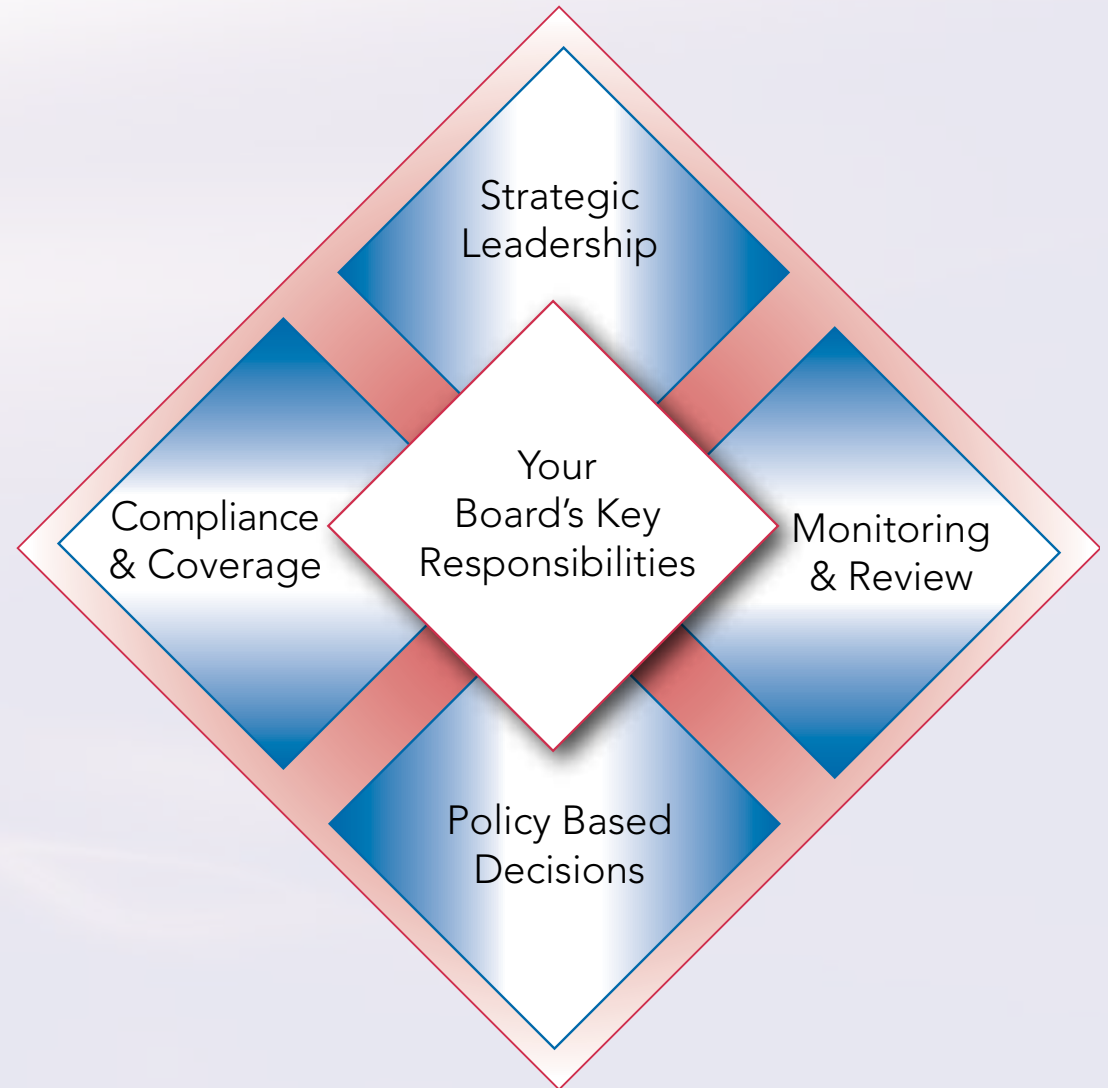 Strategic
Leadership
Compliance
& Coverage
Your
Board’s Key
Responsibilities
Monitoring
& Review
Policy Based
Decisions